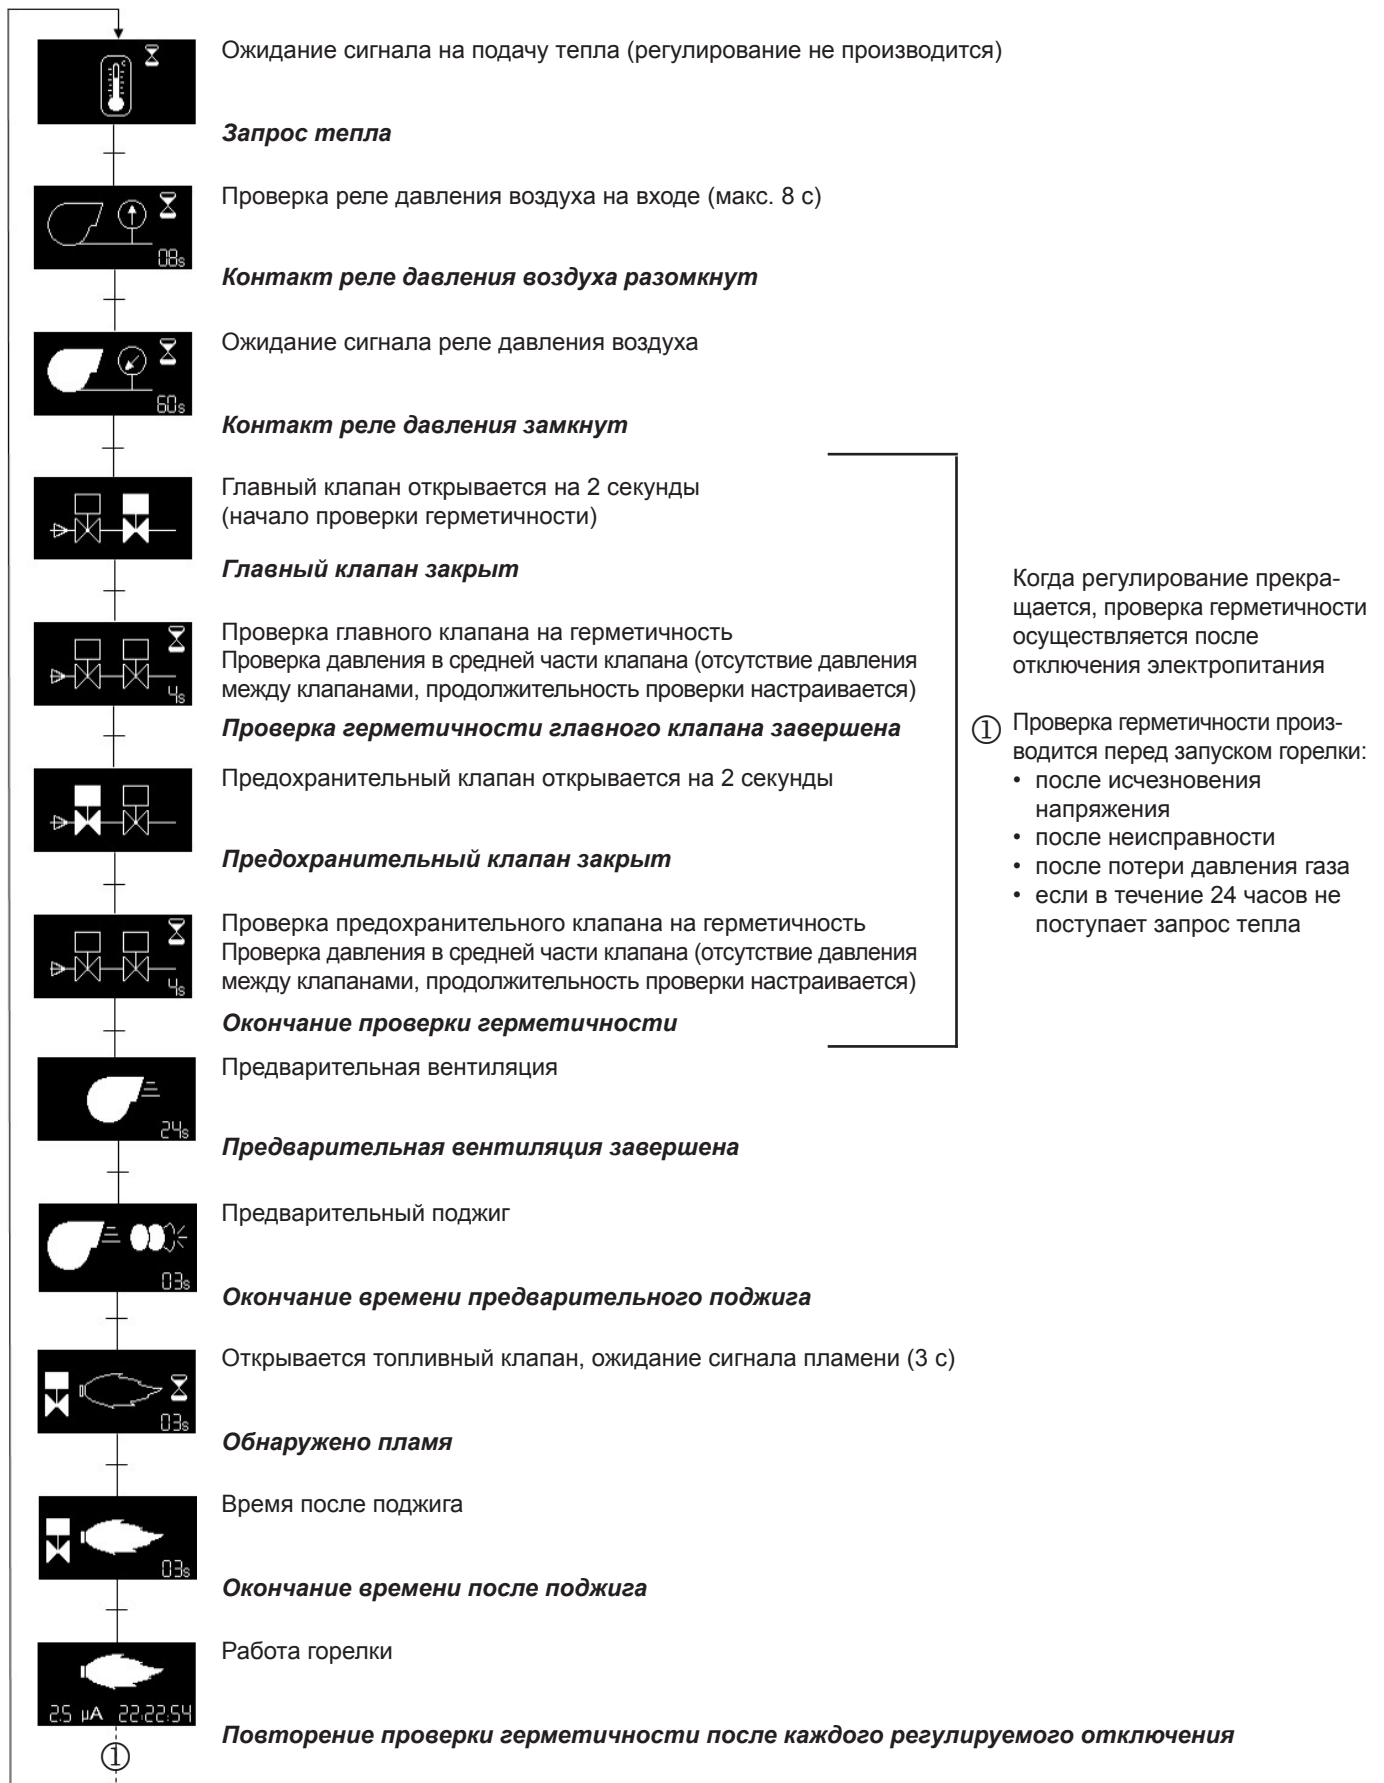 Ожидание сигнала на подачу тепла (регулирование не производится)
Запрос тепла
Проверка реле давления воздуха на входе (макс. 8 с)
08s
Контакт реле давления воздуха разомкнут
Ожидание сигнала реле давления воздуха
60s
Контакт реле давления замкнут
Главный клапан открывается на 2 секунды
(начало проверки герметичности)
Главный клапан закрыт
Проверка главного клапана на герметичность
Проверка давления в средней части клапана (отсутствие давления
между клапанами, продолжительность проверки настраивается)
4s
Проверка герметичности главного клапана завершена
Предохранительный клапан открывается на 2 секунды
Предохранительный клапан закрыт
Проверка предохранительного клапана на герметичность
Проверка давления в средней части клапана (отсутствие давления
между клапанами, продолжительность проверки настраивается)
4s
Окончание проверки герметичности
Когда регулирование прекра-
щается, проверка герметичности
осуществляется после
отключения электропитания
① Проверка герметичности произ-
водится перед запуском горелки:
• после исчезновения
напряжения
• после неисправности
• после потери давления газа
• если в течение 24 часов не
поступает запрос тепла
Предварительная вентиляция
24s
Предварительная вентиляция завершена
Предварительный поджиг
03s
Окончание времени предварительного поджига
Открывается топливный клапан, ожидание сигнала пламени (3 с)
03s
Обнаружено пламя
Время после поджига
03s
Окончание времени после поджига
Работа горелки
2.5 µA 22:22:54
Повторение проверки герметичности после каждого регулируемого отключения
①